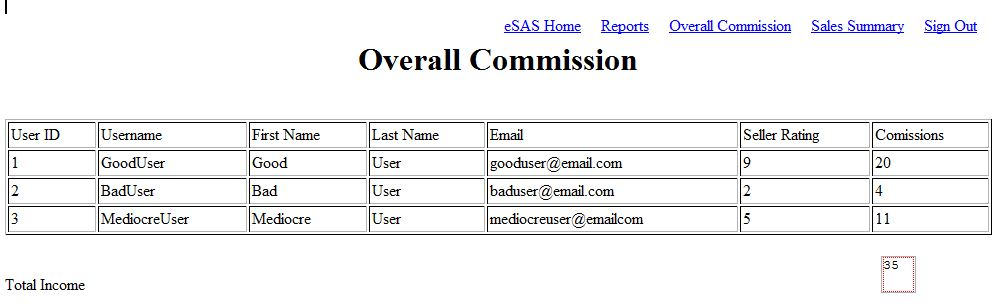 eSAS Home Reports Overall Commission Sales Summary Sign Out
Overall Commission
User ID Username First Name Last Name Email Seller Rating Comissions
1 GoodUser Good User gooduser@email.com 9 20
2 BadUser Bad User baduser@email.com 2 4
3 MediocreUser Mediocre User mediocreuser@emailcom 5 11
35
Total Income